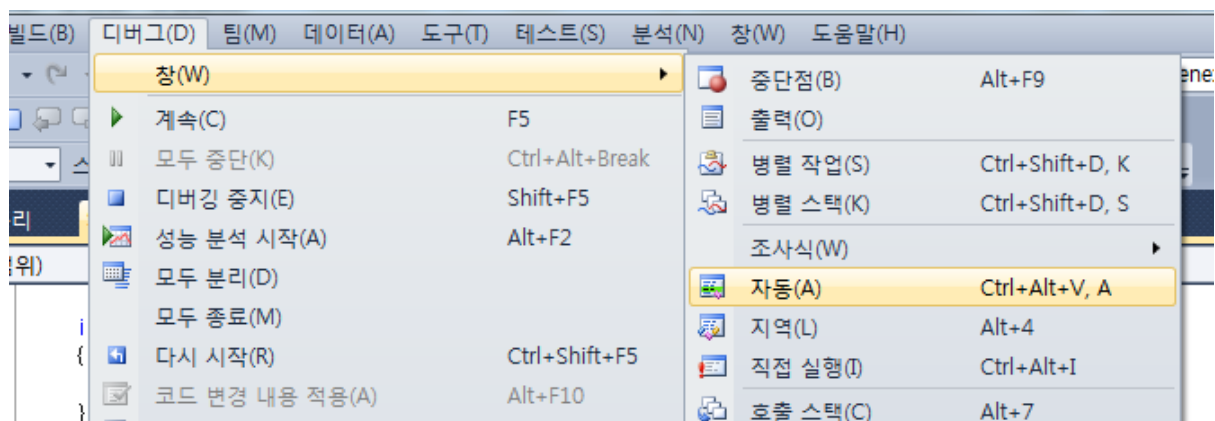 빌드(B) 디버그(D) 팀(M) 데이터(A) 도구(T) 테스트(S) 분석(N) 창(W) 도움말(H)
창(W)
계속(C) F5
모두 중단(K) Ctrl+Alt+Break
디버깅 중지(E) Shift+F5
성능 분석 시작(A) Alt+F2
모두 분리(D)
모두 종료(M)
다시 시작(R) Ctrl+Shift+F5
코드 변경 내용 적용(A) Alt+F10
중단점(B) Alt+F9
출력(O)
병렬 작업(S) Ctrl+Shift+D, K
병렬 스택(K) Ctrl+Shift+D, S
조사식(W)
자동(A) Ctrl+Alt+V, A
지역(L) Alt+4
직접 실행(I) Ctrl+Alt+I
호출 스택(C) Alt+7
{
}